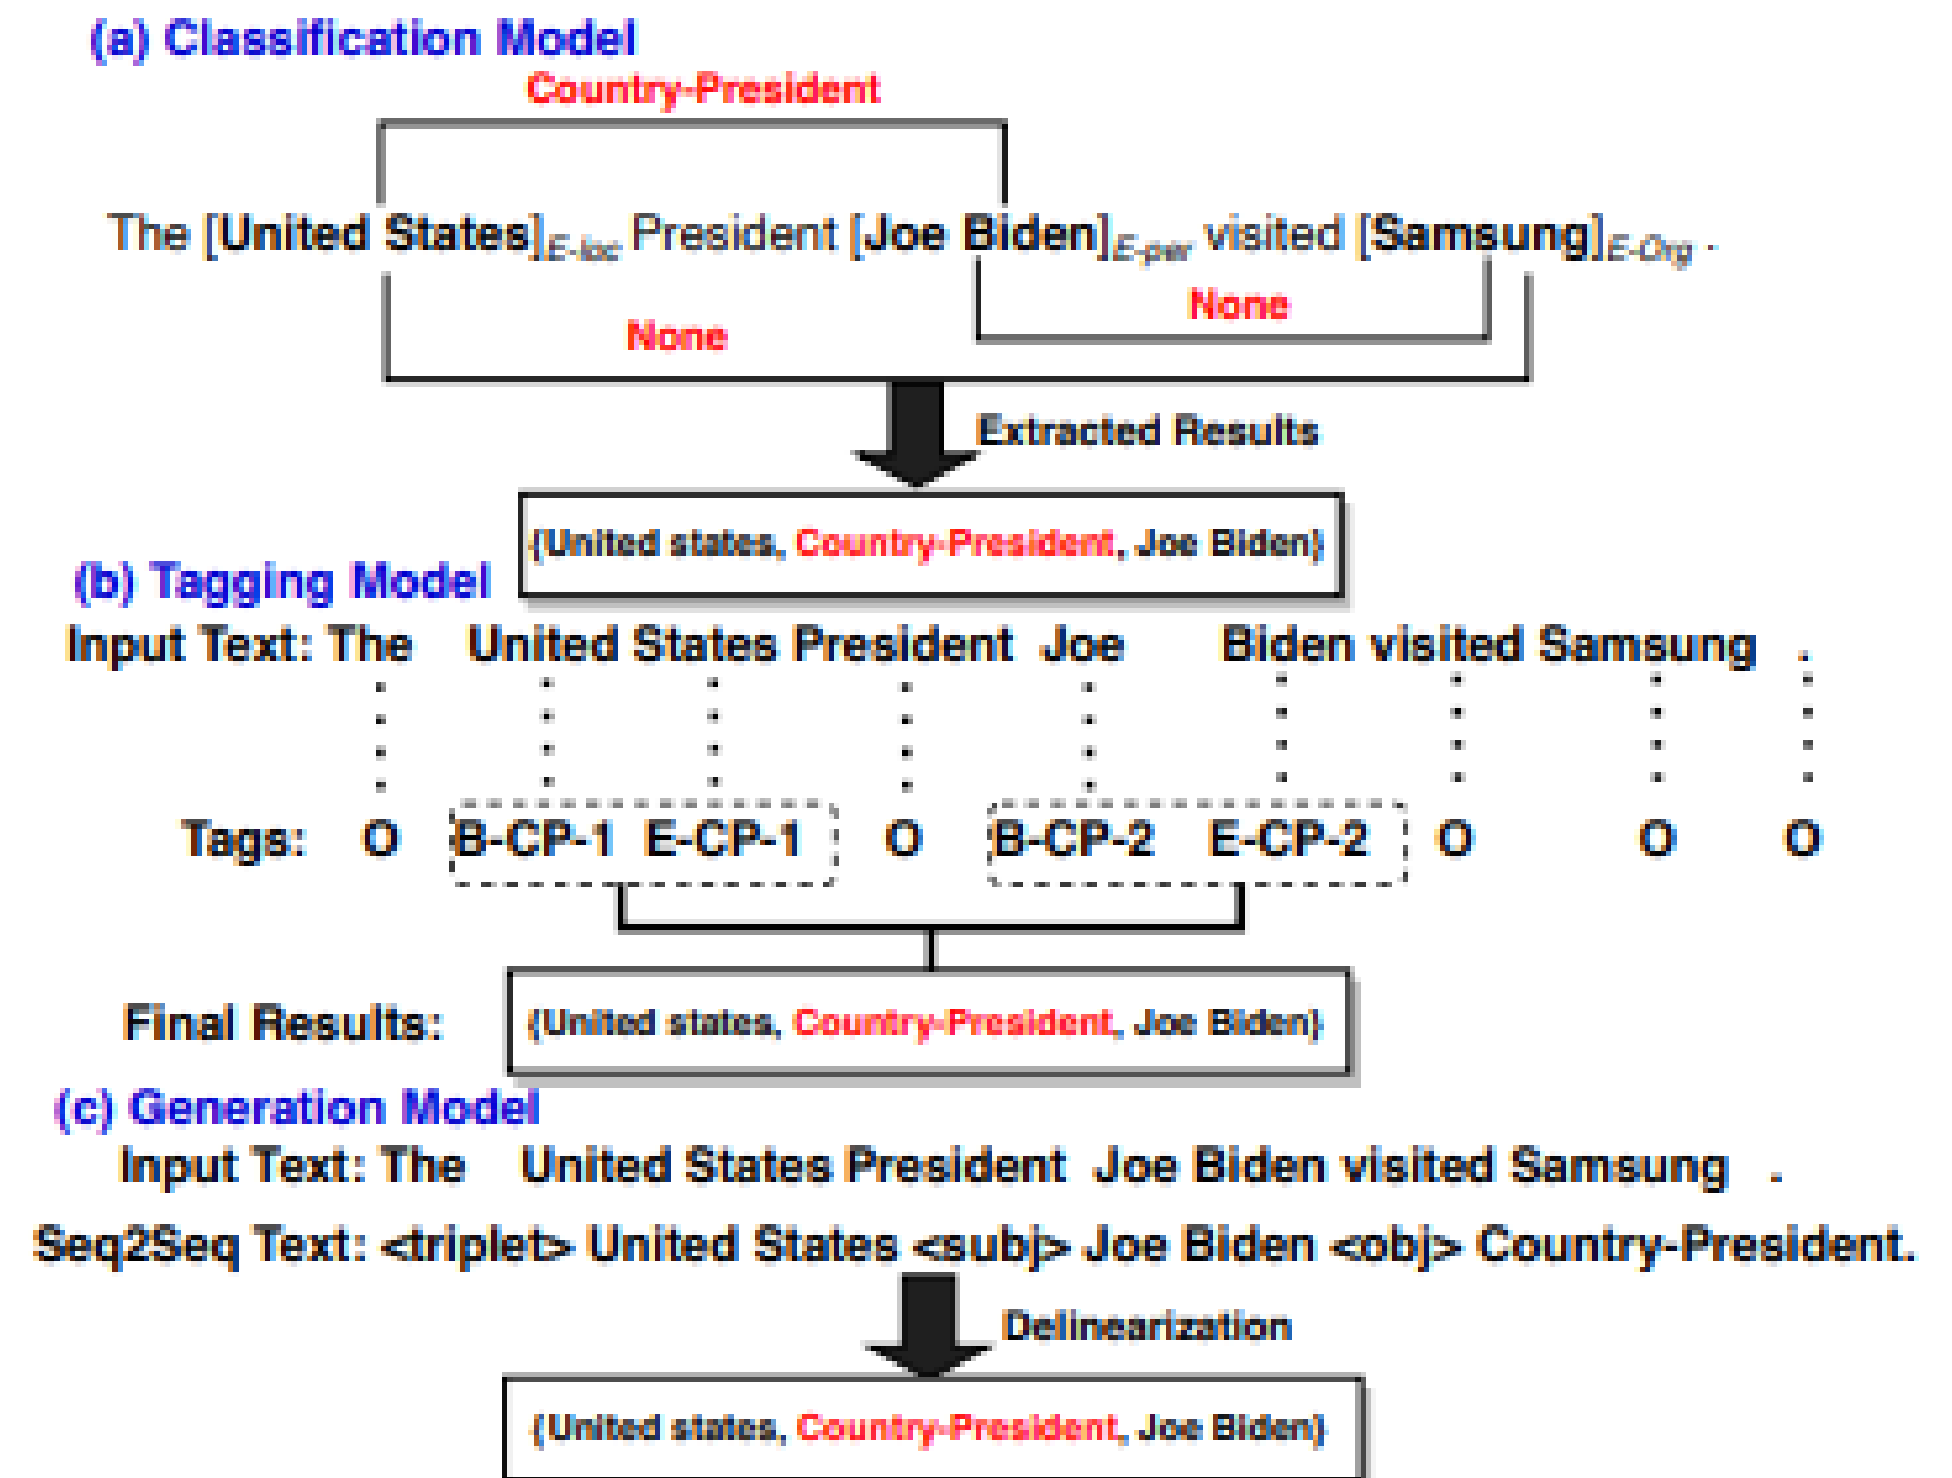 (a) Classification Model
Country-President
The [United States]E-loc President [Joe Biden]E-per visited [Samsung]E-Org .
None
None
Extracted Results
{United states, Country-President, Joe Biden}
(b) Tagging Model
Input Text: The United States President Joe Biden visited Samsung .
Tags: O B-CP-1 E-CP-1 O B-CP-2 E-CP-2 O O O
Final Results: {United states, Country-President, Joe Biden}
(c) Generation Model
Input Text: The United States President Joe Biden visited Samsung .
Seq2Seq Text: <triplet> United States <subj> Joe Biden <obj> Country-President.
Delinearization
{United states, Country-President, Joe Biden}